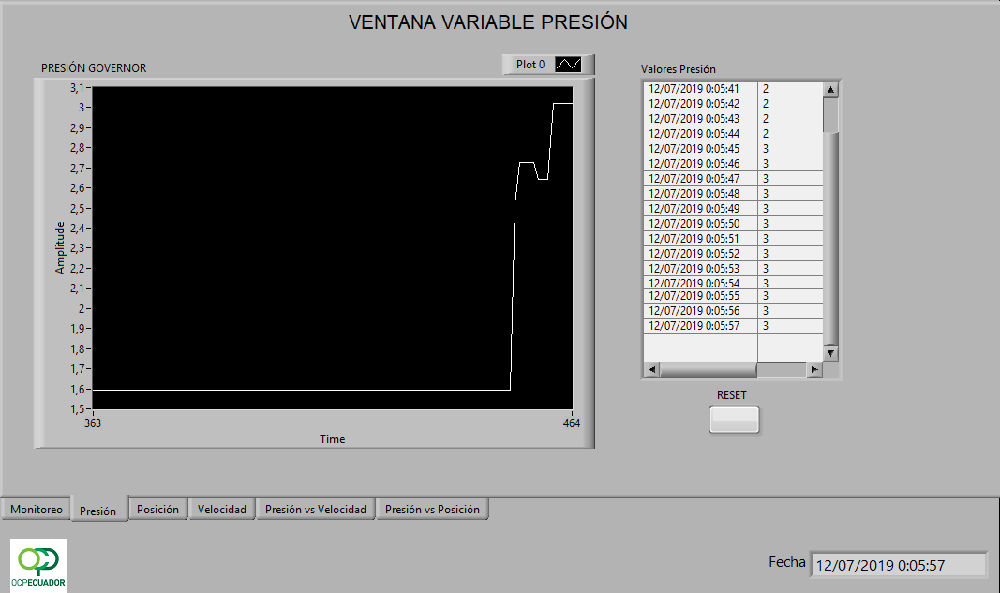 VENTANA VARIABLE PRESIÓN
PRESIÓN GOVERNOR
Plot 0
3,1
3
2,9
2,8
2,7
2,6
2,5
2,4
2,3
2,2
2,1
2
1,9
1,8
1,7
1,6
1,5
Amplitude
363
464
Time
Valores Presión
12/07/2019 0:05:41 2
12/07/2019 0:05:42 2
12/07/2019 0:05:43 2
12/07/2019 0:05:44 2
12/07/2019 0:05:45 3
12/07/2019 0:05:46 3
12/07/2019 0:05:47 3
12/07/2019 0:05:48 3
12/07/2019 0:05:49 3
12/07/2019 0:05:50 3
12/07/2019 0:05:51 3
12/07/2019 0:05:52 3
12/07/2019 0:05:53 3
12/07/2019 0:05:54 3
12/07/2019 0:05:55 3
12/07/2019 0:05:56 3
12/07/2019 0:05:57 3
RESET
Monitoreo Presión Posición Velocidad Presión vs Velocidad Presión vs Posición
OCPECUADOR
Fecha 12/07/2019 0:05:57